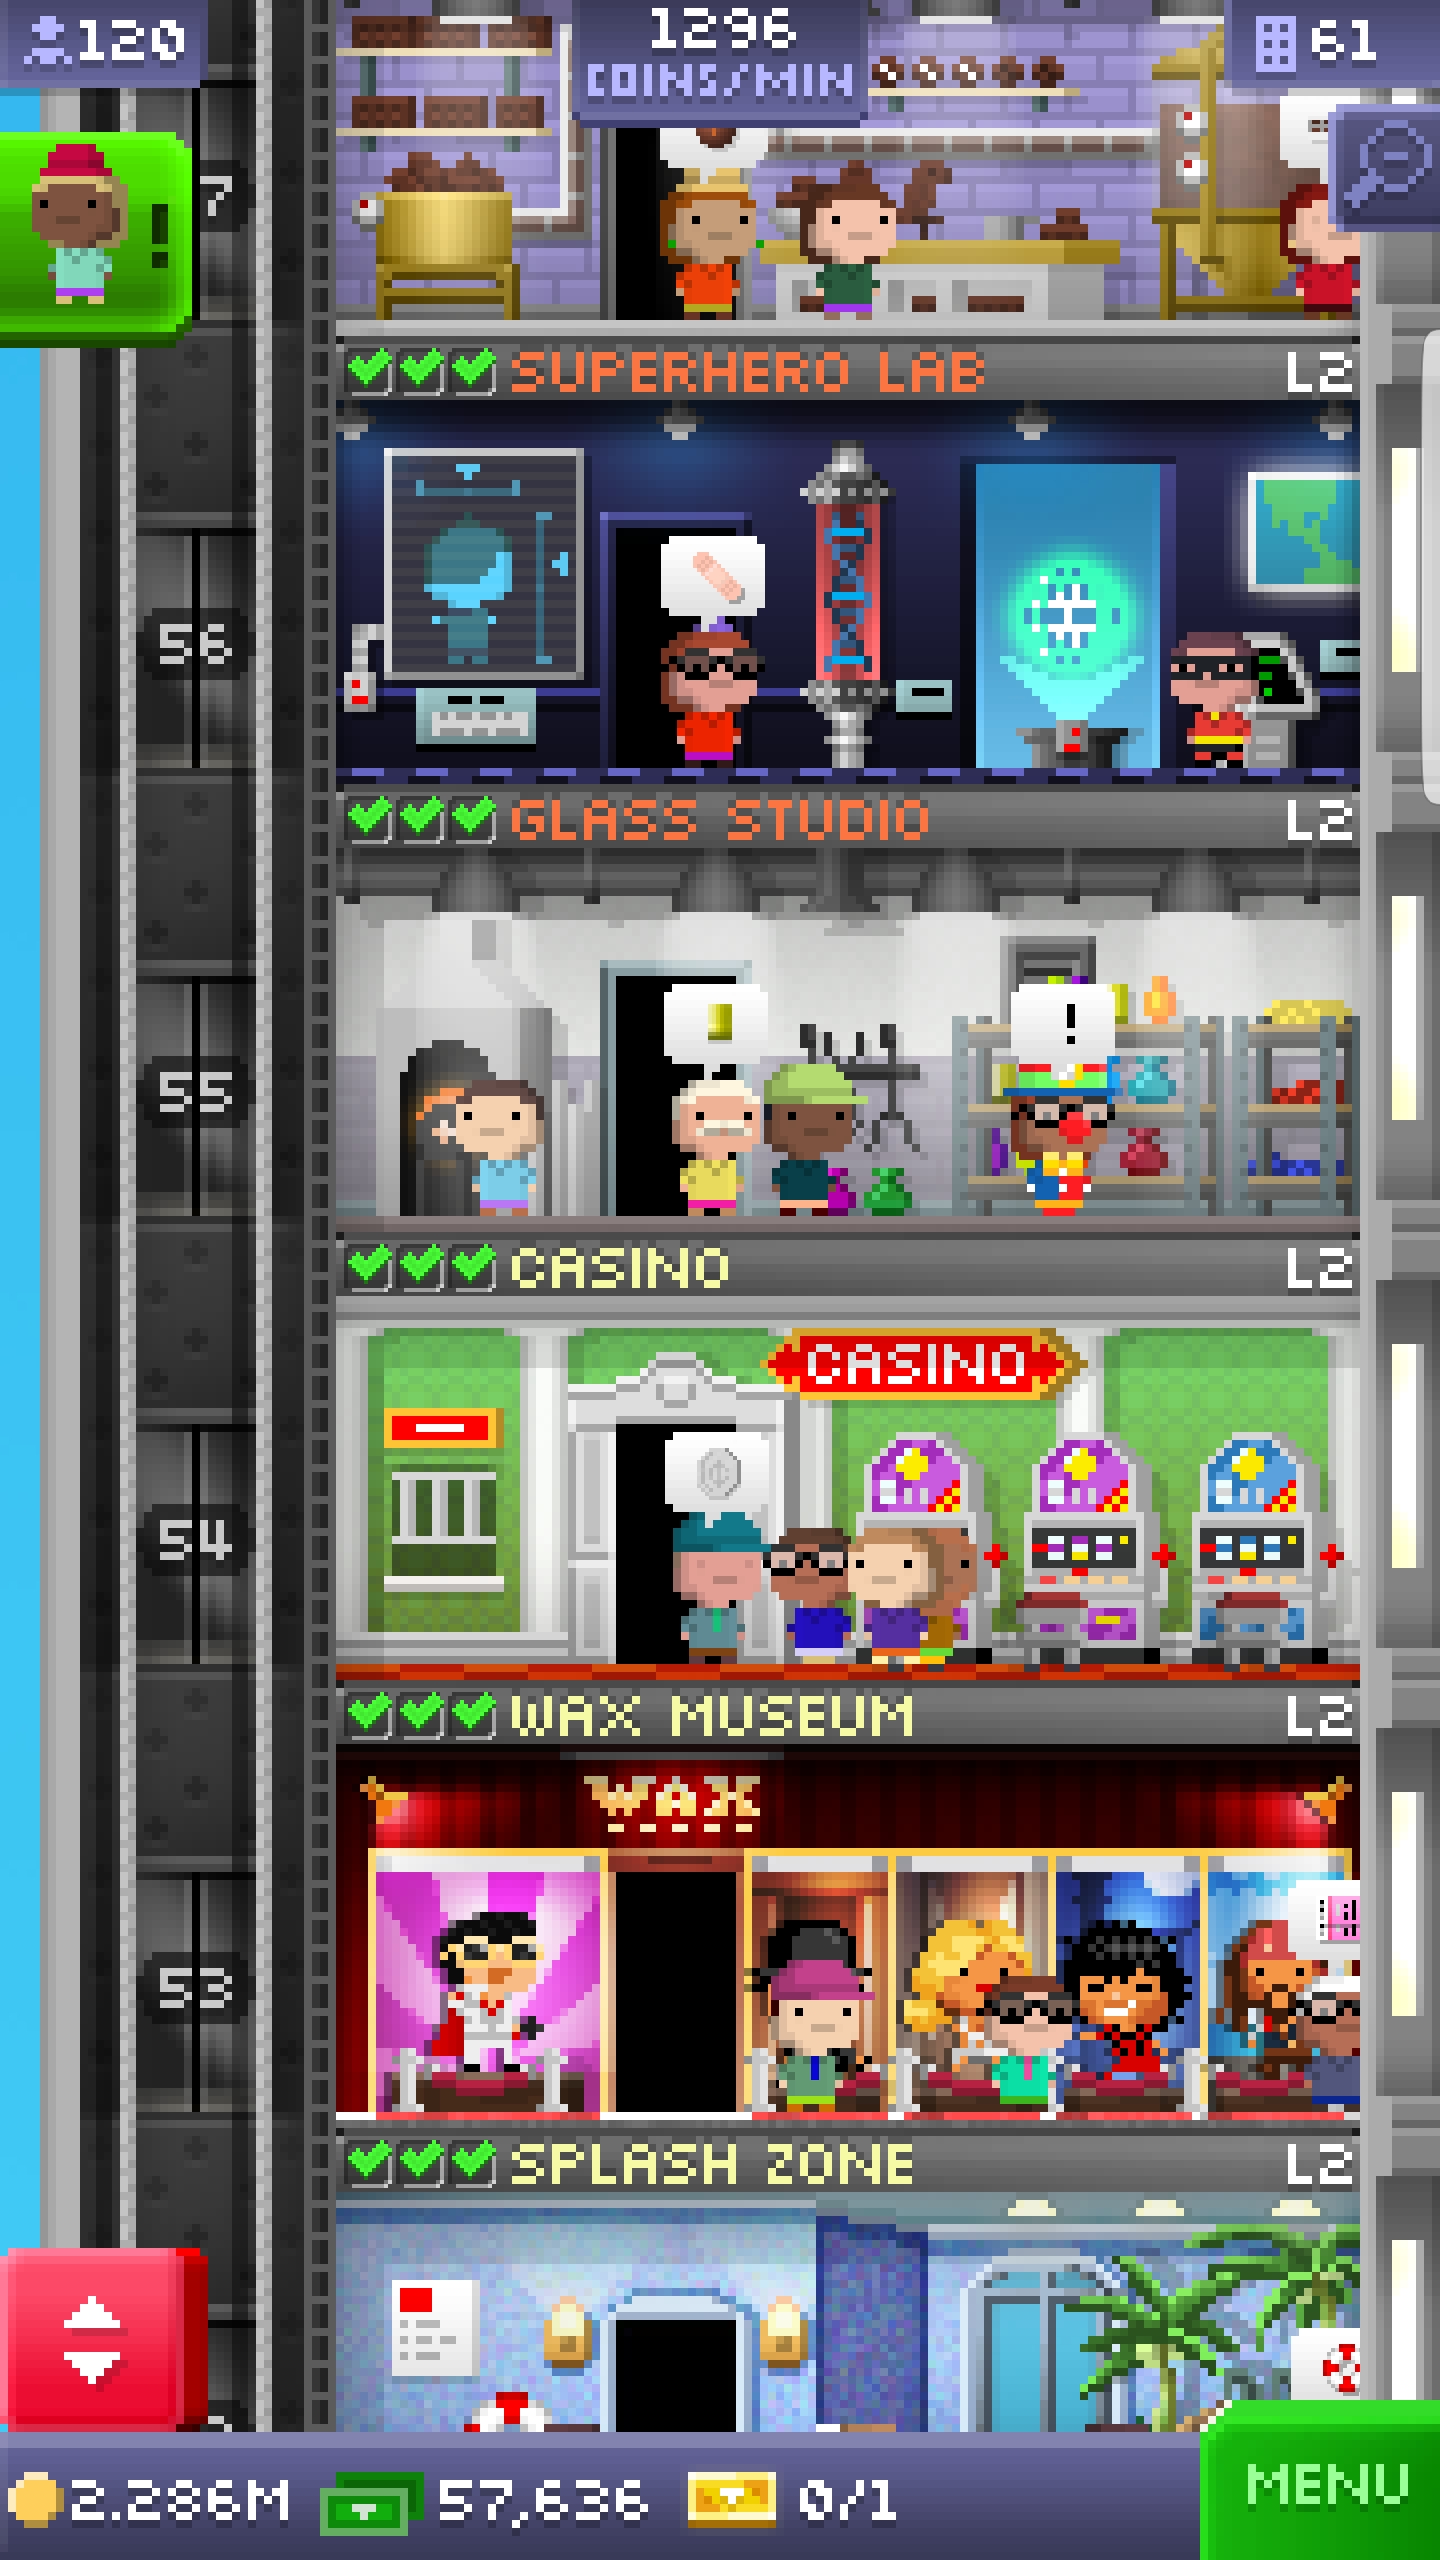 120
1296
COINS/MIN
61
!
7
SUPERHERO LAB L2
56
GLASS STUDIO L2
!
55
CASINO L2
CASINO
54
WAX MUSEUM L2
WAX
53
SPLASH ZONE L2
2.286M 57,636 0/1
MENU